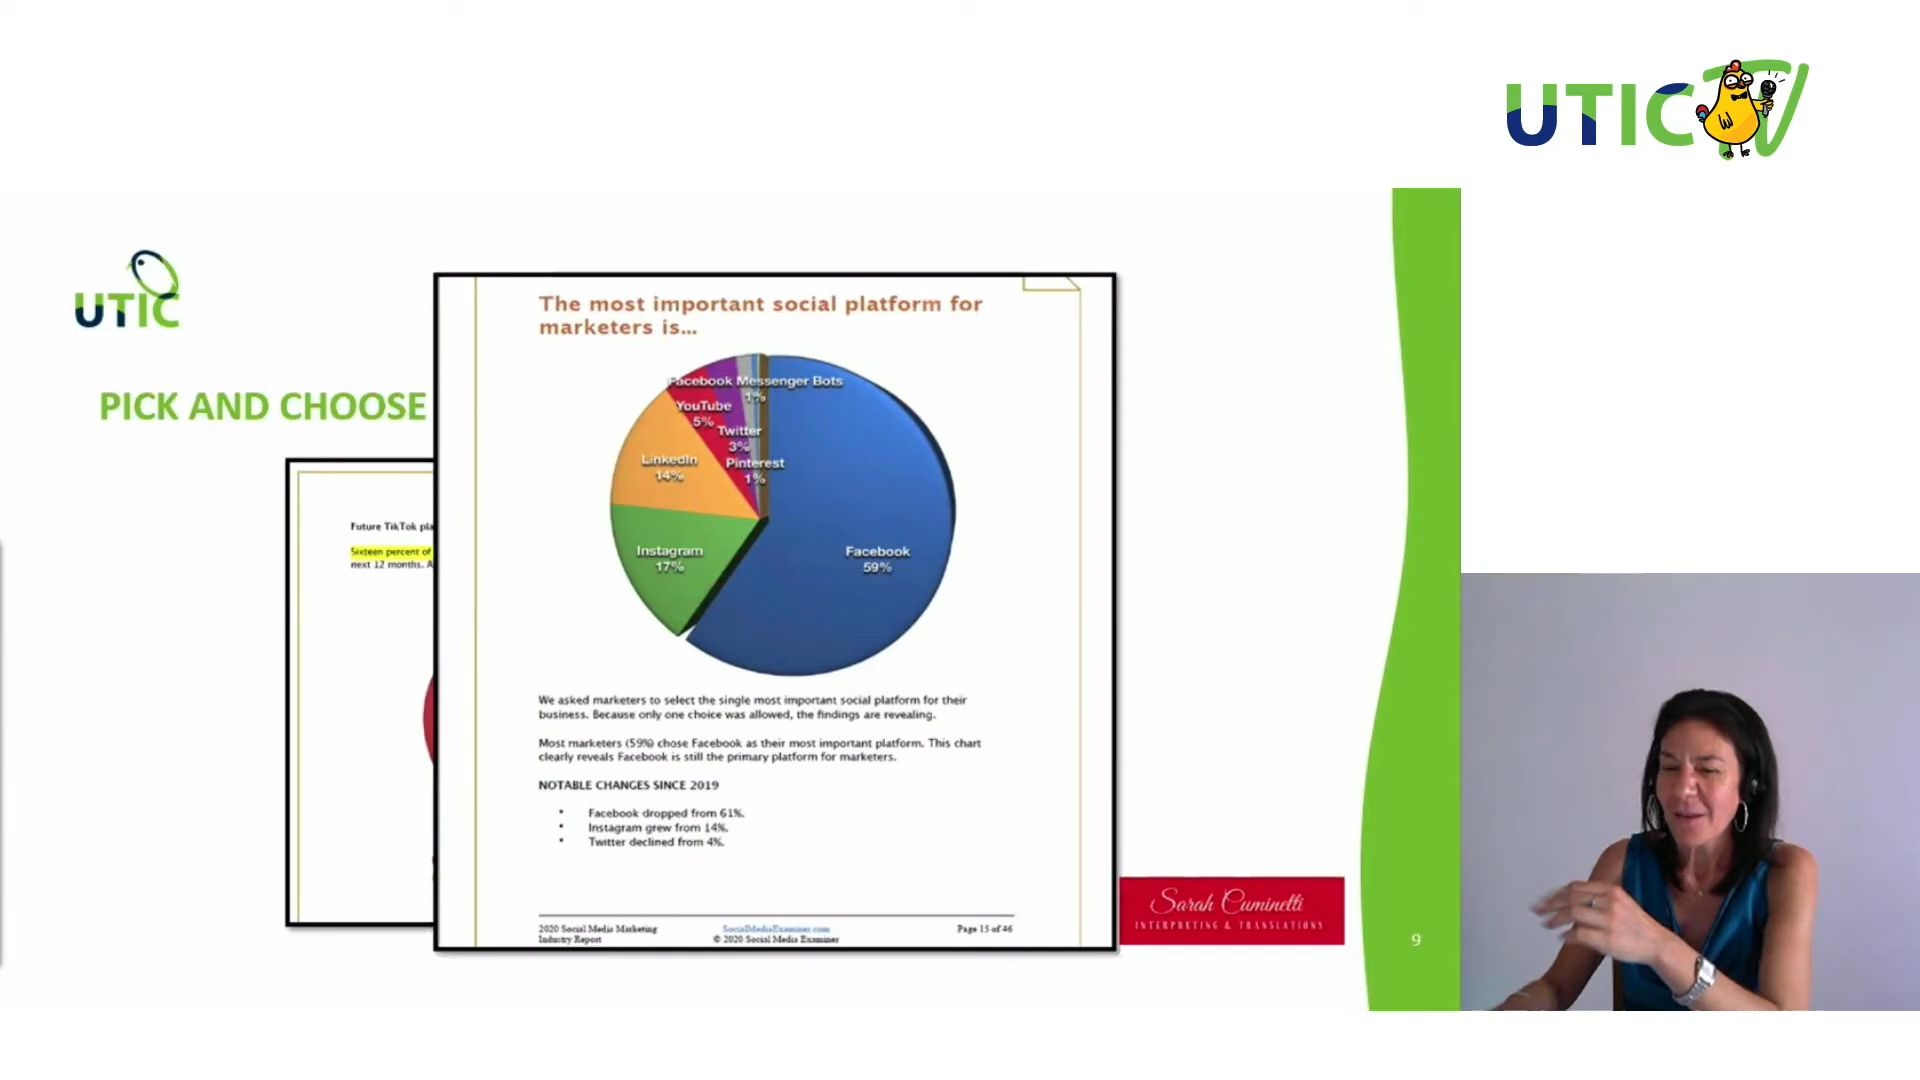 UTIC TV
UTIC
PICK AND CHOOSE
Future TikTok pla
Sixteen percent of
next 12 months. A
The most important social platform for
marketers is...
Facebook Messenger Bots
1%
YouTube
5%
Twitter
3%
LinkedIn
14%
Pinterest
1%
Instagram
17%
Facebook
59%
We asked marketers to select the single most important social platform for their
business. Because only one choice was allowed, the findings are revealing.
Most marketers (59%) chose Facebook as their most important platform. This chart
clearly reveals Facebook is still the primary platform for marketers.
NOTABLE CHANGES SINCE 2019
• Facebook dropped from 61%.
• Instagram grew from 14%.
• Twitter declined from 4%.
2020 Social Media Marketing
Industry Report
SocialMediaExaminer.com
© 2020 Social Media Examiner
Page 15 of 46
Sarah Cuminetti
INTERPRETING & TRANSLATIONS
9